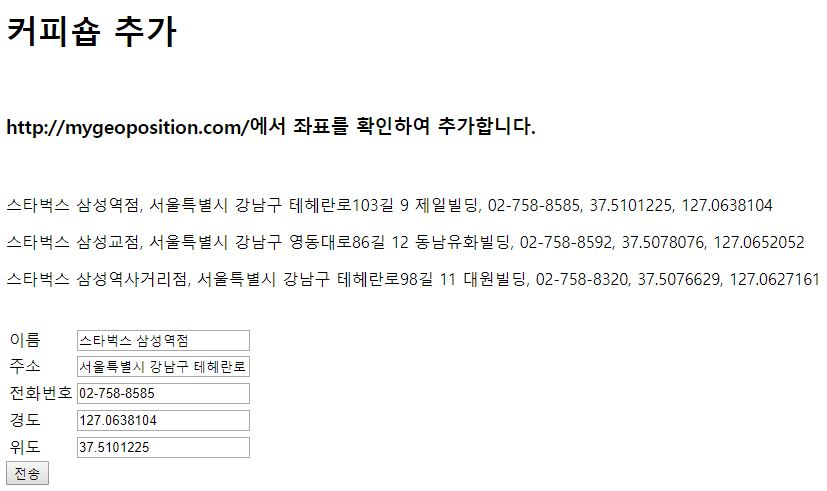 커피숍 추가
http://mygeoposition.com/에서 좌표를 확인하여 추가합니다.
스타벅스 삼성역점, 서울특별시 강남구 테헤란로103길 9 제일빌딩, 02-758-8585, 37.5101225, 127.0638104
스타벅스 삼성교점, 서울특별시 강남구 영동대로86길 12 동남유화빌딩, 02-758-8592, 37.5078076, 127.0652052
스타벅스 삼성역사거리점, 서울특별시 강남구 테헤란로98길 11 대원빌딩, 02-758-8320, 37.5076629, 127.0627161
이름 스타벅스 삼성역점
주소 서울특별시 강남구 테헤란로
전화번호 02-758-8585
경도 127.0638104
위도 37.5101225
전송